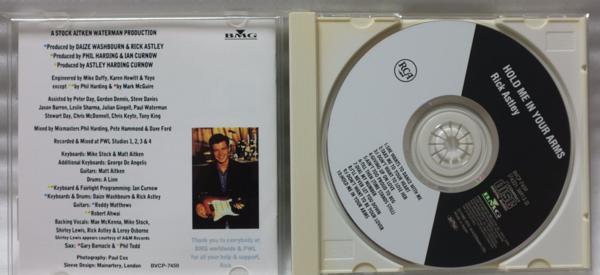 A STOCK AITKEN WATERMAN PRODUCTION
BMG
*Produced by DAIZE WASHBOURN & RICK ASTLEY
*Produced by PHIL HARDING & IAN CURNOW
*Produced by ASTLEY HARDING CURNOW
Engineered by Mike Duffy, Karen Hewitt & Yoyo
except **by Phil Harding & *by Mark McGuire
Assisted by Peter Day, Gordon Dennis, Steve Davies
Jason Barron, Leslie Sharma, Julian Gingell, Paul Waterman
Stewart Day, Chris McDonnell, Chris Keyte, Tony King
Mixed by Mixmasters Phil Harding, Pete Hammond & Dave Ford
Recorded & Mixed at PWL Studios 1, 2, 3 & 4
Keyboards: Mike Stock & Matt Aitken
Additional Keyboards: George De Angelis
Guitars: Matt Aitken
Drums: A Linn
**Keyboard & Fairlight Programming: Ian Curnow
*Keyboards & Drums: Daize Washbourn & Rick Astley
Guitars: *Roddy Matthews
*Robert Ahwai
Backing Vocals: Mae McKenna, Mike Stock,
Shirley Lewis, Rick Astley & Leroy Osborne
Shirley Lewis appears courtesy of A&M Records
Sax: *Gary Barnacle & *Phil Todd
Photography: Paul Cox
Sleeve Design: Mainartery, London
BVCP-7450
Thank you to everybody at
BMG worldwide & PWL
for all your help & support,
Rick
RCA
HOLD ME IN YOUR ARMS
Rick Astley
BMG